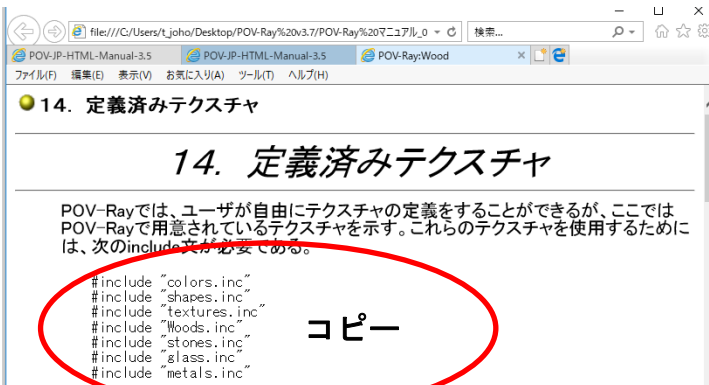 file:///C:/Users/t_joho/Desktop/POV-Ray%20v3.7/POV-Ray%20マニュアル_0
検索...
POV-JP-HTML-Manual-3.5
POV-JP-HTML-Manual-3.5
POV-Ray:Wood
ファイル(F) 編集(E) 表示(V) お気に入り(A) ツール(T) ヘルプ(H)
14. 定義済みテクスチャ
14. 定義済みテクスチャ
POV-Rayでは、ユーザが自由にテクスチャの定義をすることができるが、ここでは
POV-Rayで用意されているテクスチャを示す。これらのテクスチャを使用するために
は、次のinclude文が必要である。
#include "colors.inc"
#include "shapes.inc"
#include "textures.inc"
#include "Woods.inc"
#include "stones.inc"
#include "glass.inc"
#include "metals.inc"
コピー